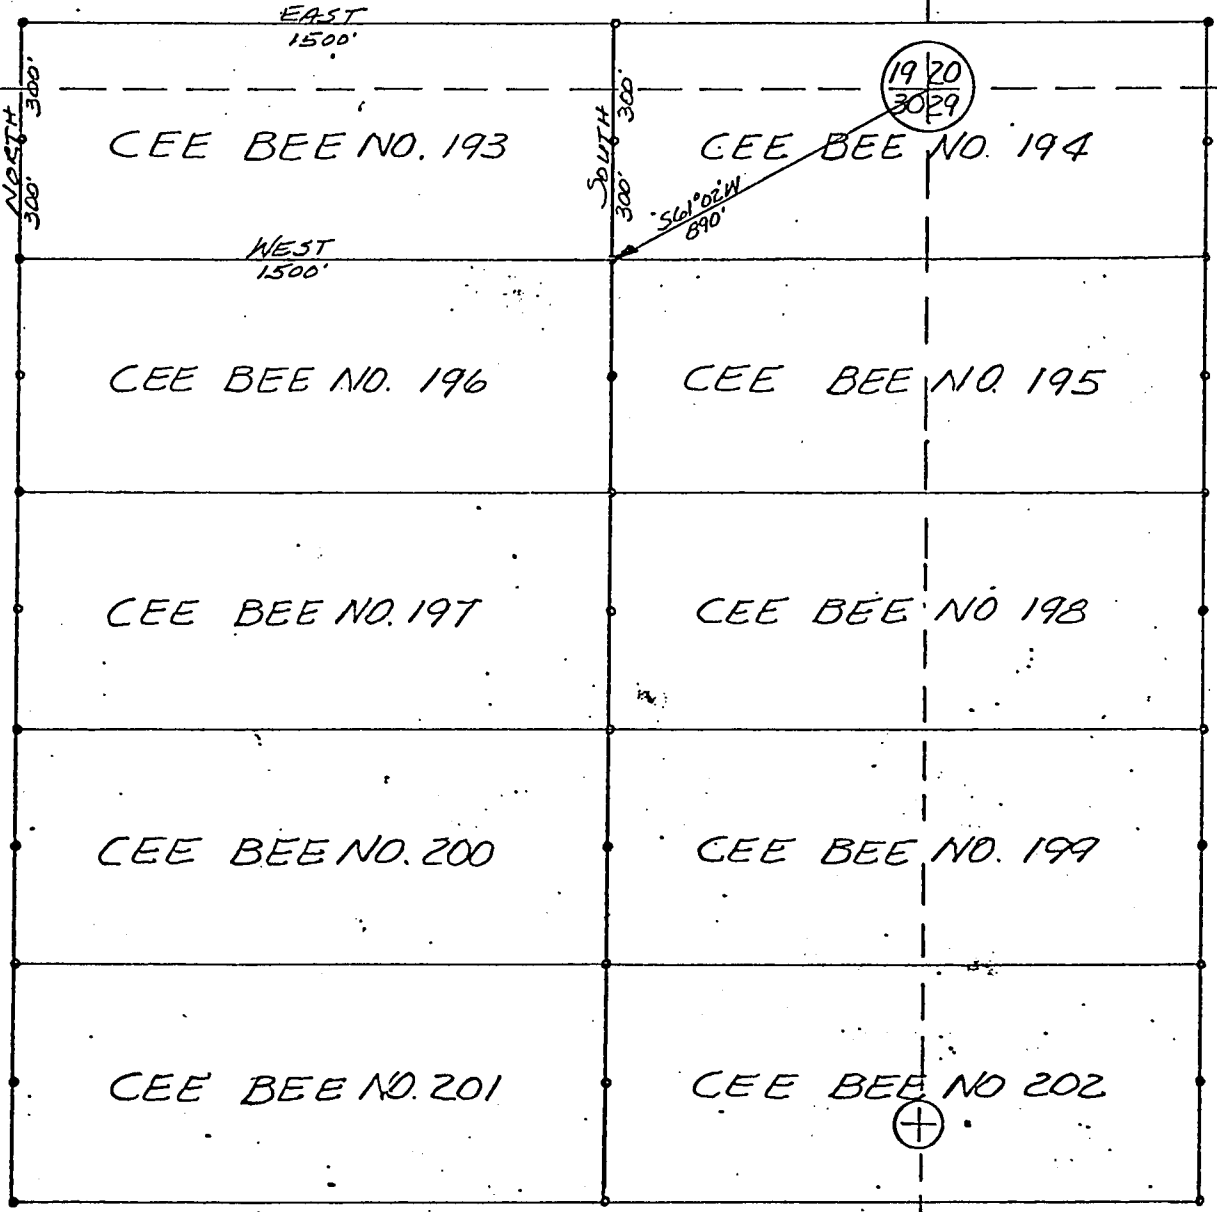 EAST
1500'
19 20
30 29
NORTH
300'
300'
SOUTH
300'
300'
CEE BEE NO. 193
CEE BEE NO. 194
S61°02'W
890'
WEST
1500'
CEE BEE NO. 196
CEE BEE NO. 195
CEE BEE NO. 197
CEE BEE NO 198
CEE BEE NO. 200
CEE BEE NO. 199
CEE BEE NO. 201
CEE BEE NO 202